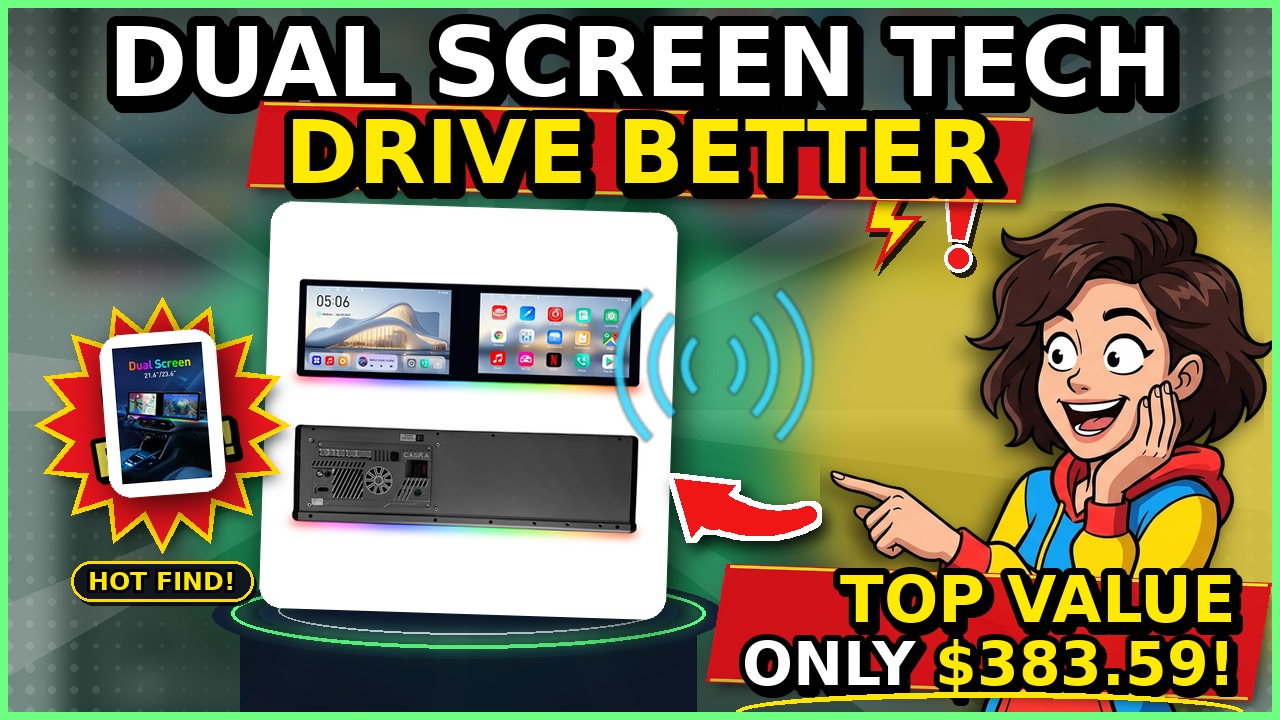 DUAL SCREEN TECH
DRIVE BETTER
05:06
Dual Screen
21.6"/23.6"
HOT FIND!
TOP VALUE
ONLY $383.59!